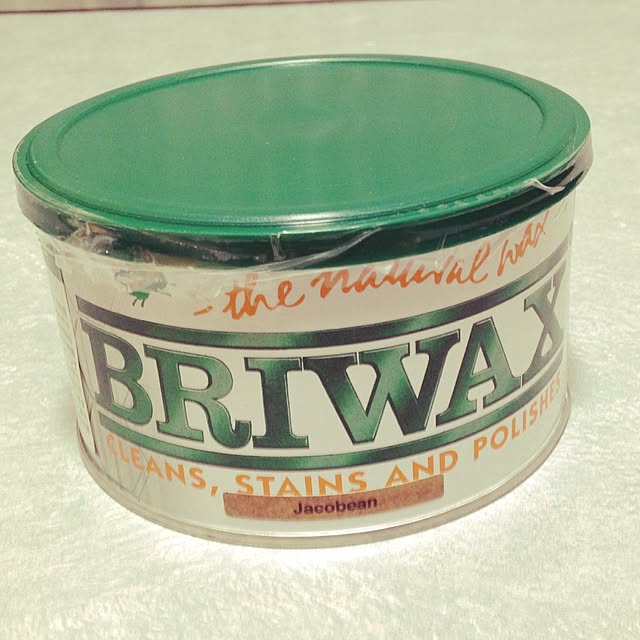 - the natural wax
BRIWAX
CLEANS, STAINS AND POLISHES
Jacobean